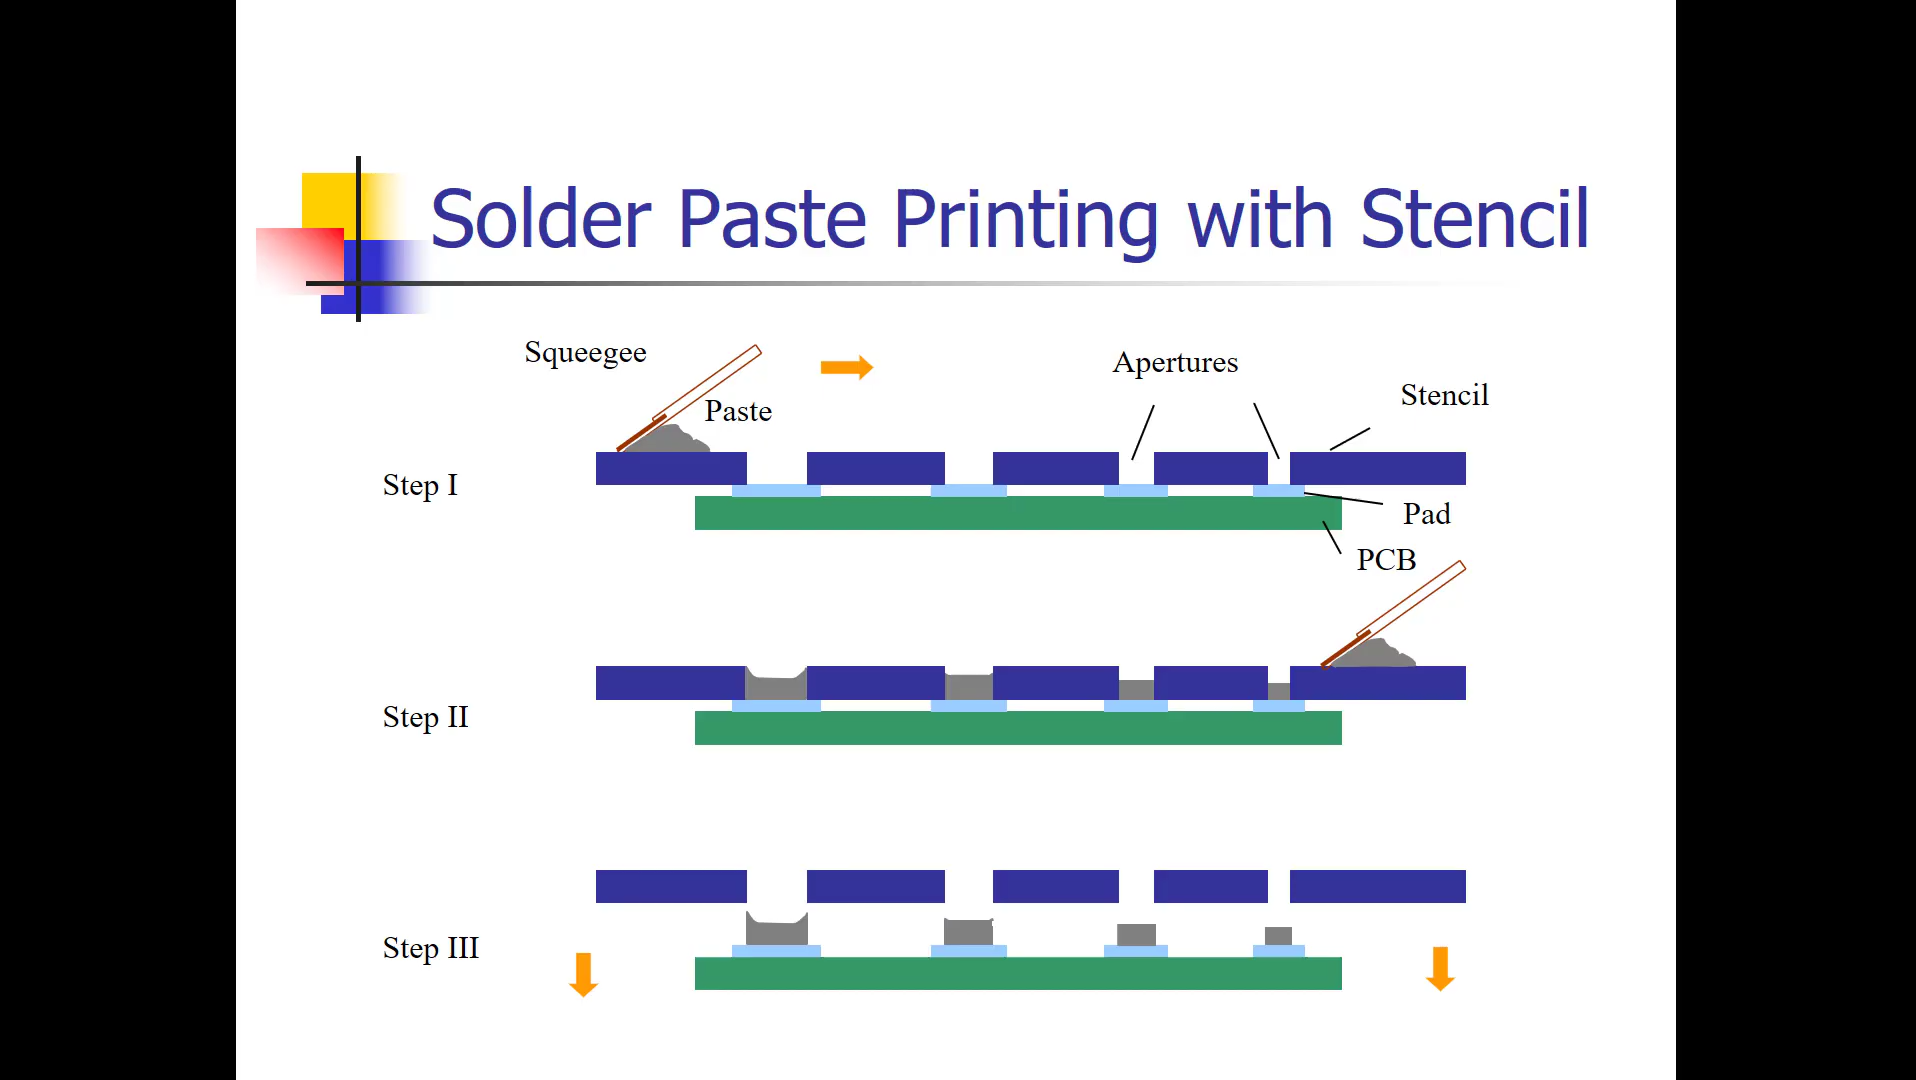 Solder Paste Printing with Stencil
Squeegee
Paste
Apertures
Stencil
Step I
Pad
PCB
Step II
Step III